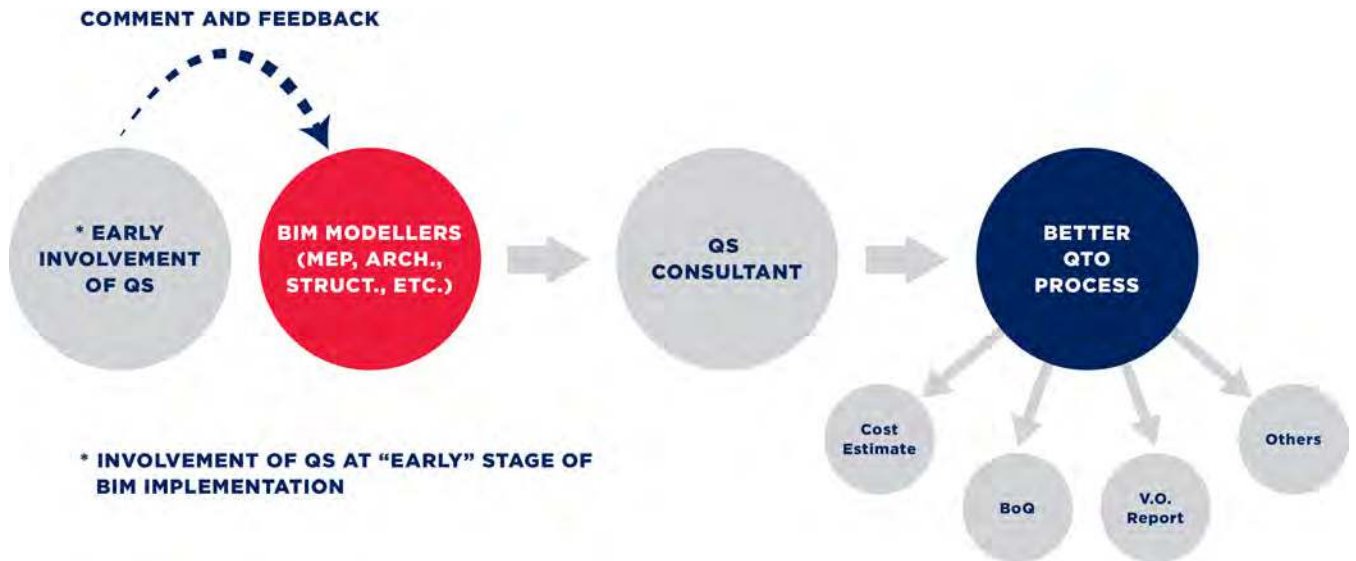 COMMENT AND FEEDBACK
* EARLY
INVOLVEMENT
OF QS
BIM MODELLERS
(MEP, ARCH.,
STRUCT., ETC.)
QS
CONSULTANT
BETTER
QTO
PROCESS
Cost
Estimate
BoQ
V.O.
Report
Others
* INVOLVEMENT OF QS AT “EARLY” STAGE OF
BIM IMPLEMENTATION